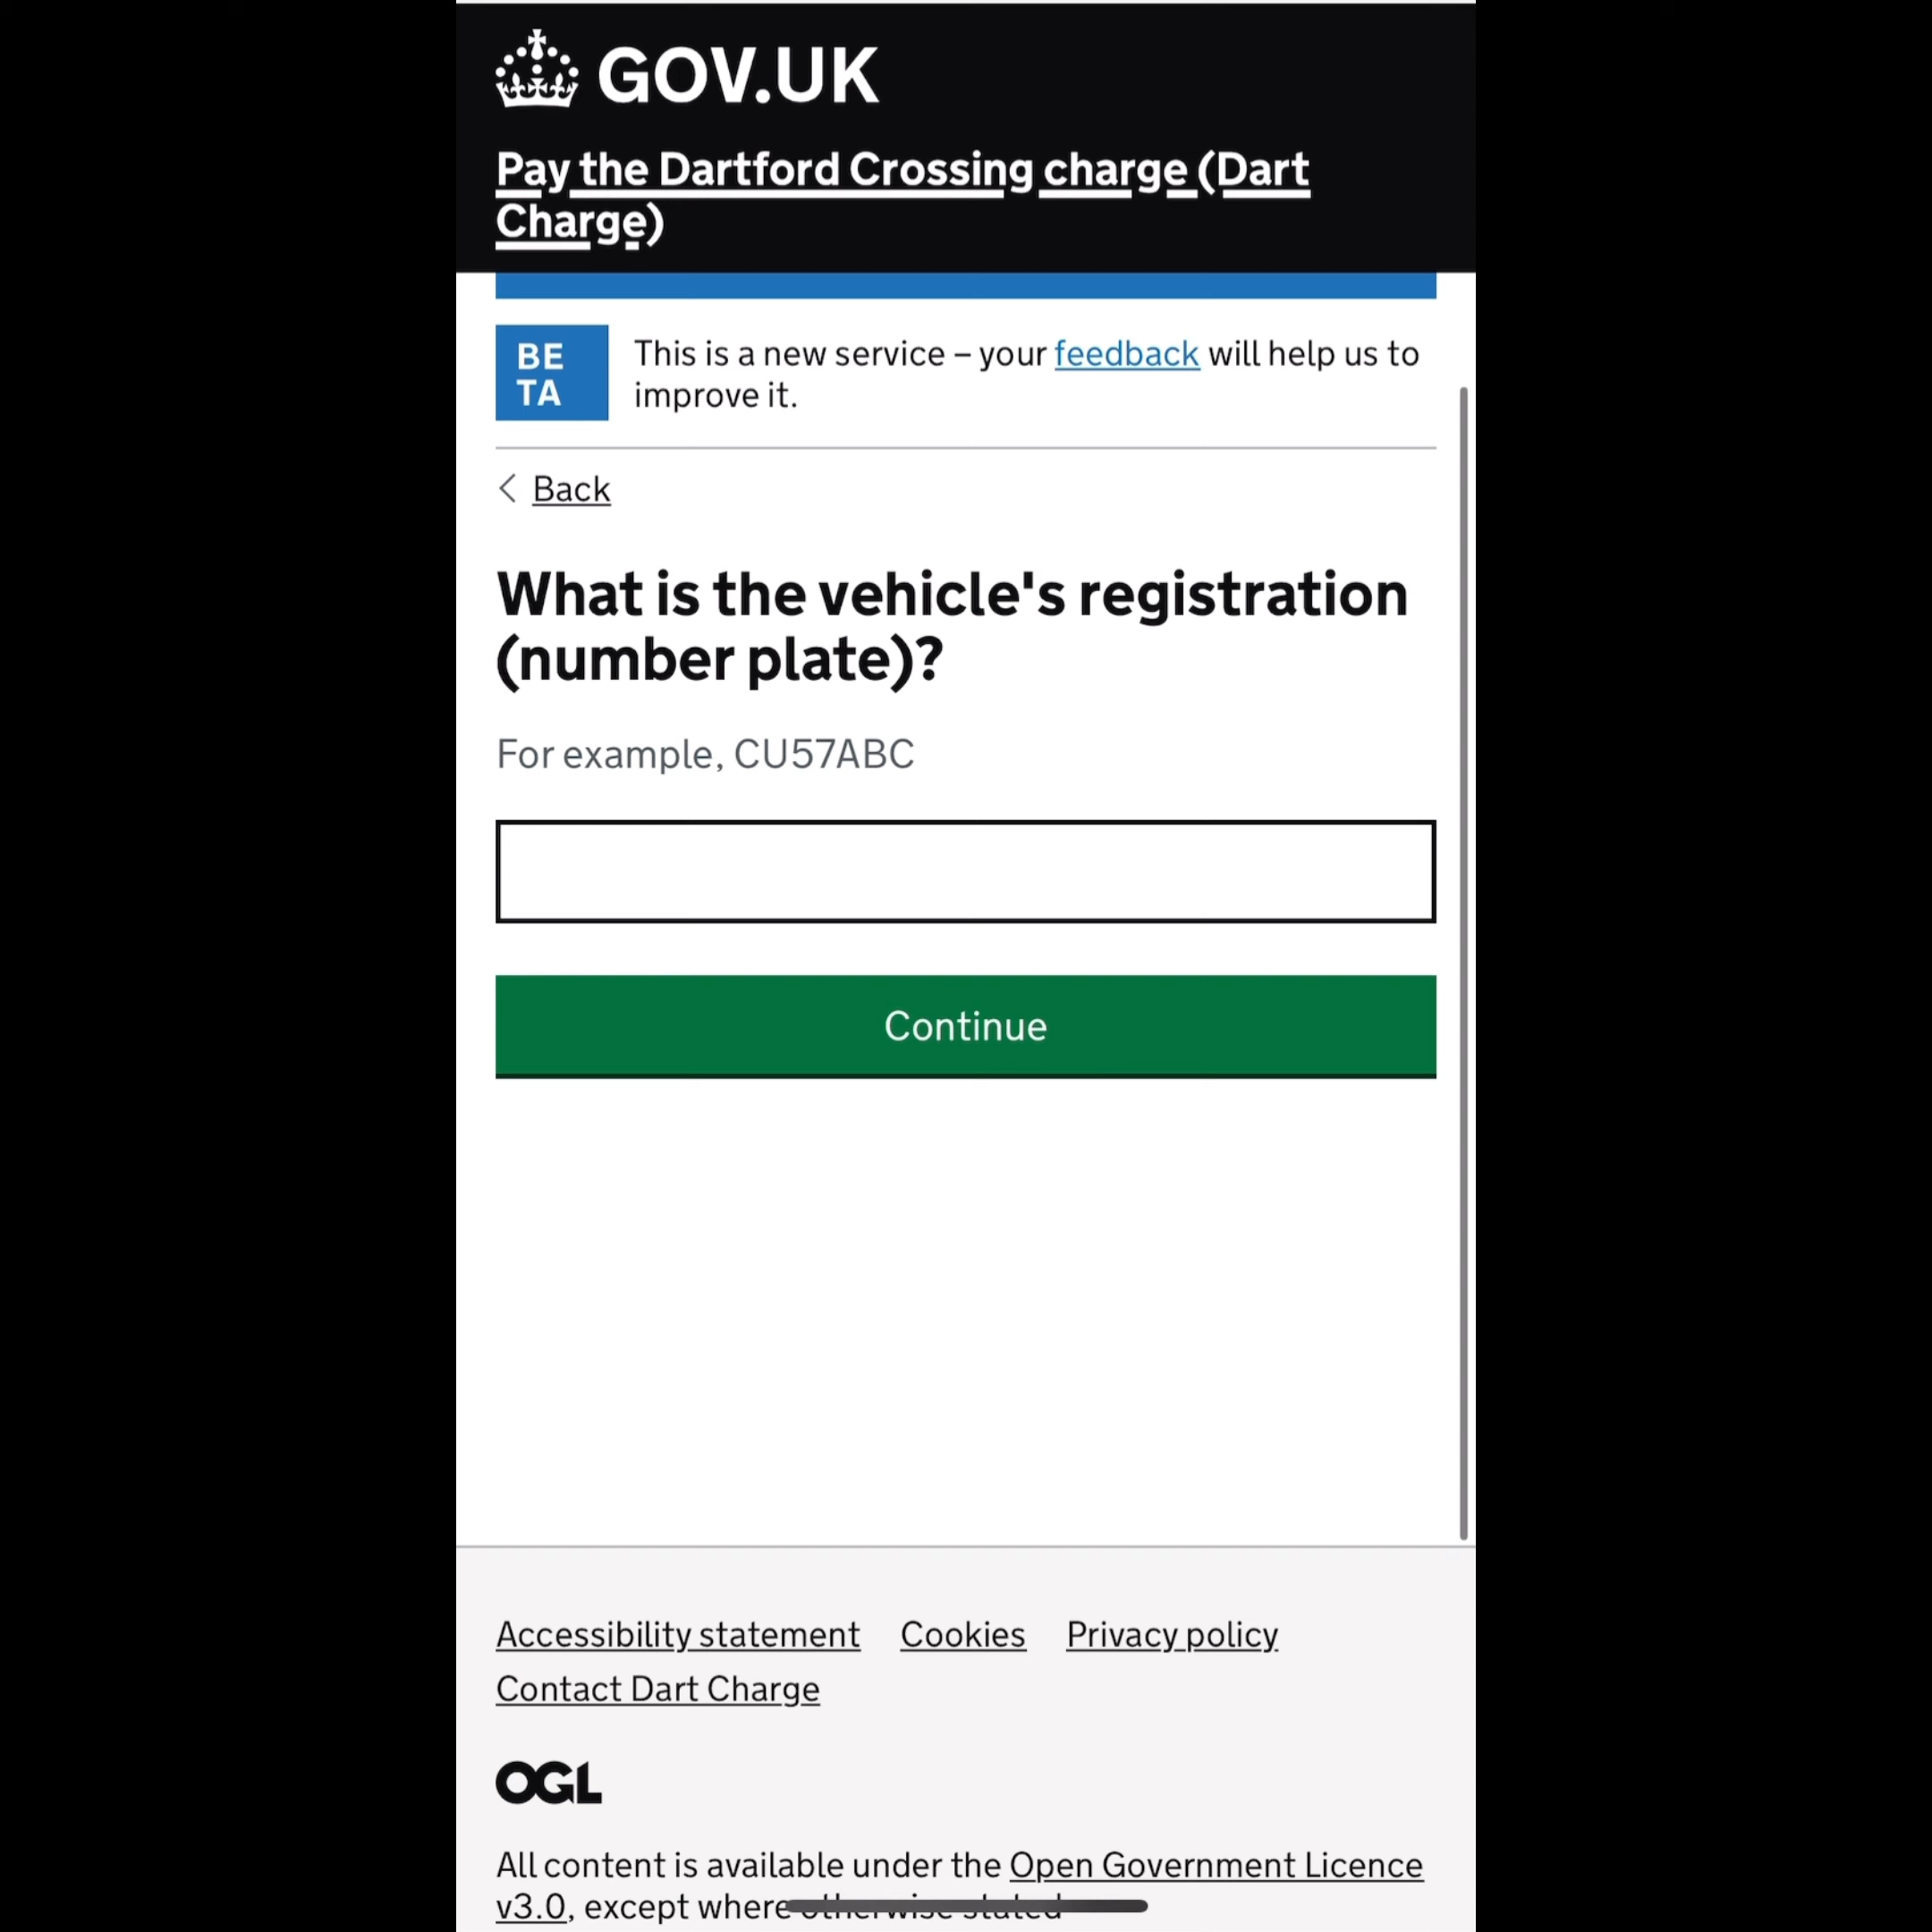 GOV.UK
Pay the Dartford Crossing charge (Dart
Charge)
BE
TA
This is a new service – your feedback will help us to
improve it.
Back
What is the vehicle's registration
(number plate)?
For example, CU57ABC
Continue
Accessibility statement Cookies Privacy policy
Contact Dart Charge
OGL
All content is available under the Open Government Licence
v3.0, except where otherwise stated